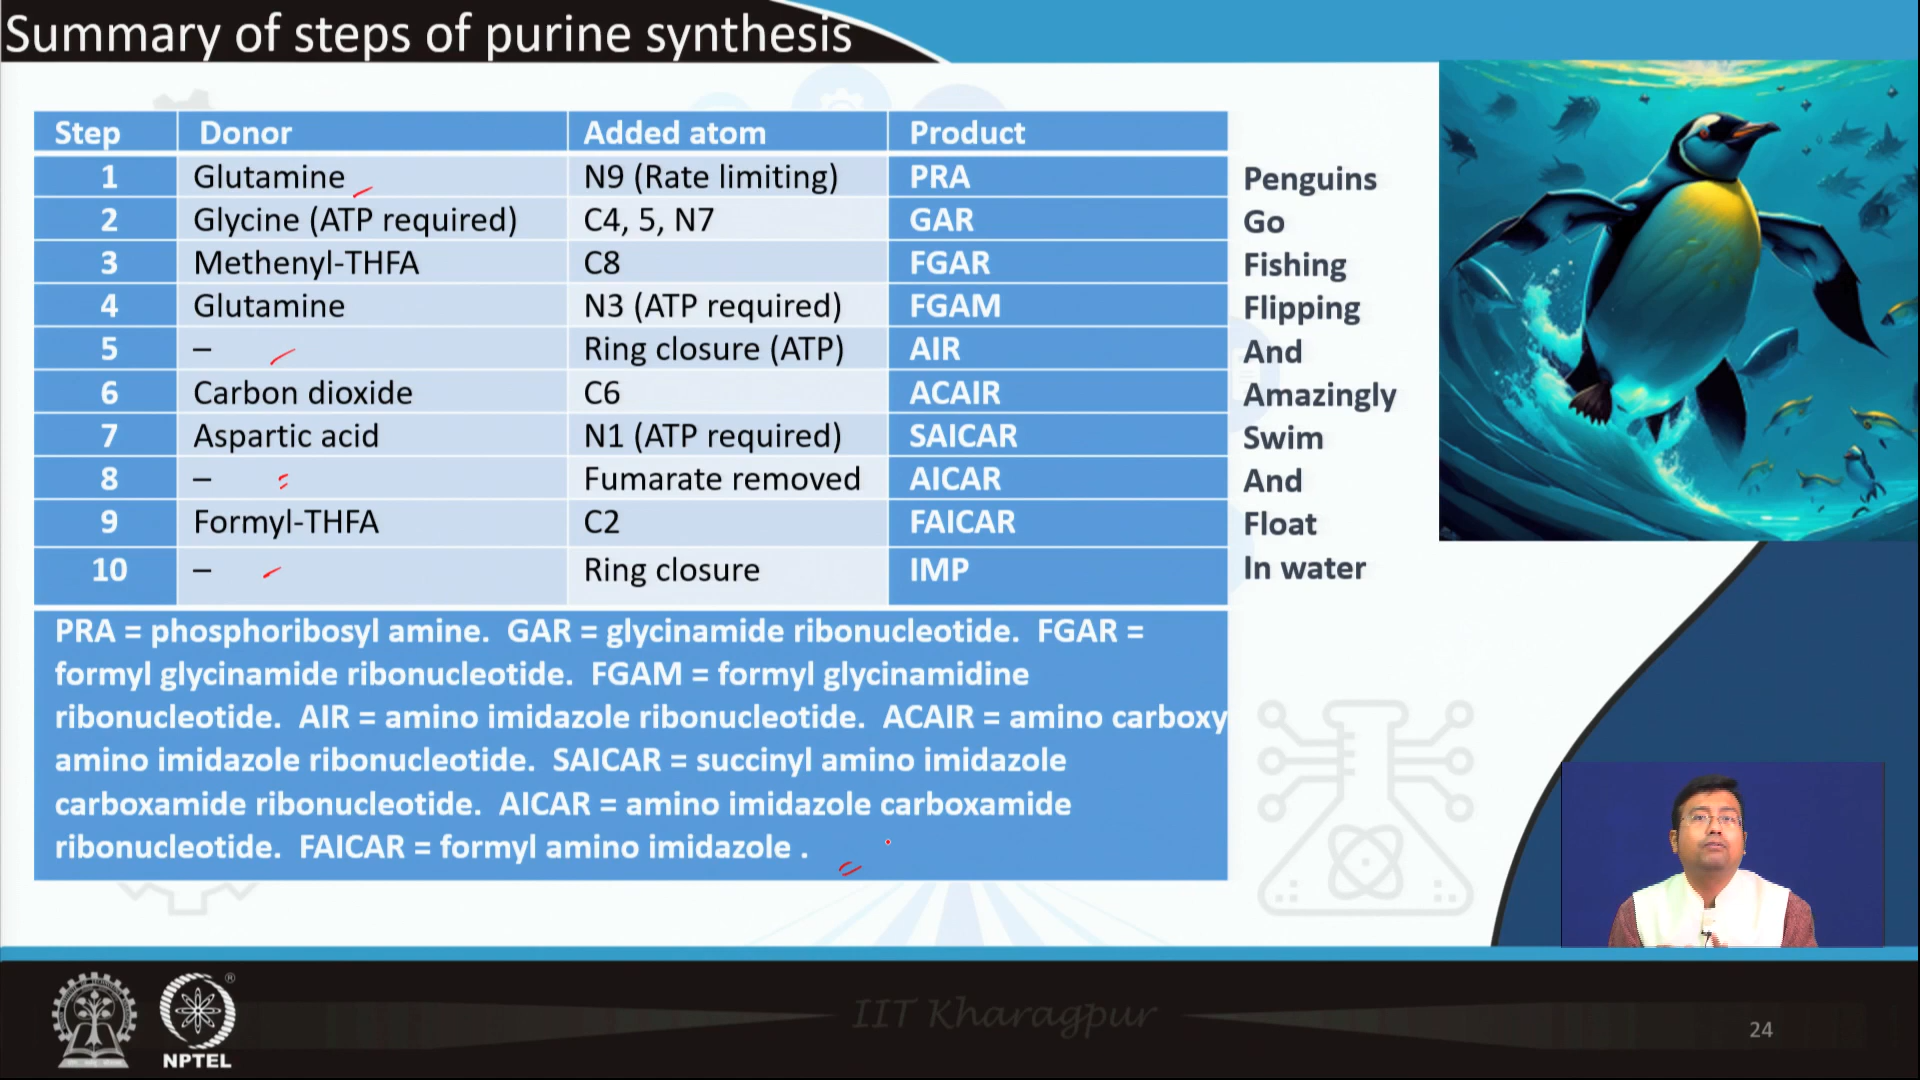 Summary of steps of purine synthesis
Step Donor Added atom Product
1 Glutamine N9 (Rate limiting) PRA Penguins
2 Glycine (ATP required) C4, 5, N7 GAR Go
3 Methenyl-THFA C8 FGAR Fishing
4 Glutamine N3 (ATP required) FGAM Flipping
5 – Ring closure (ATP) AIR And
6 Carbon dioxide C6 ACAIR Amazingly
7 Aspartic acid N1 (ATP required) SAICAR Swim
8 – Fumarate removed AICAR And
9 Formyl-THFA C2 FAICAR Float
10 – Ring closure IMP In water
PRA = phosphoribosyl amine. GAR = glycinamide ribonucleotide. FGAR =
formyl glycinamide ribonucleotide. FGAM = formyl glycinamidine
ribonucleotide. AIR = amino imidazole ribonucleotide. ACAIR = amino carboxy
amino imidazole ribonucleotide. SAICAR = succinyl amino imidazole
carboxamide ribonucleotide. AICAR = amino imidazole carboxamide
ribonucleotide. FAICAR = formyl amino imidazole .
IIT Kharagpur
NPTEL
®
24